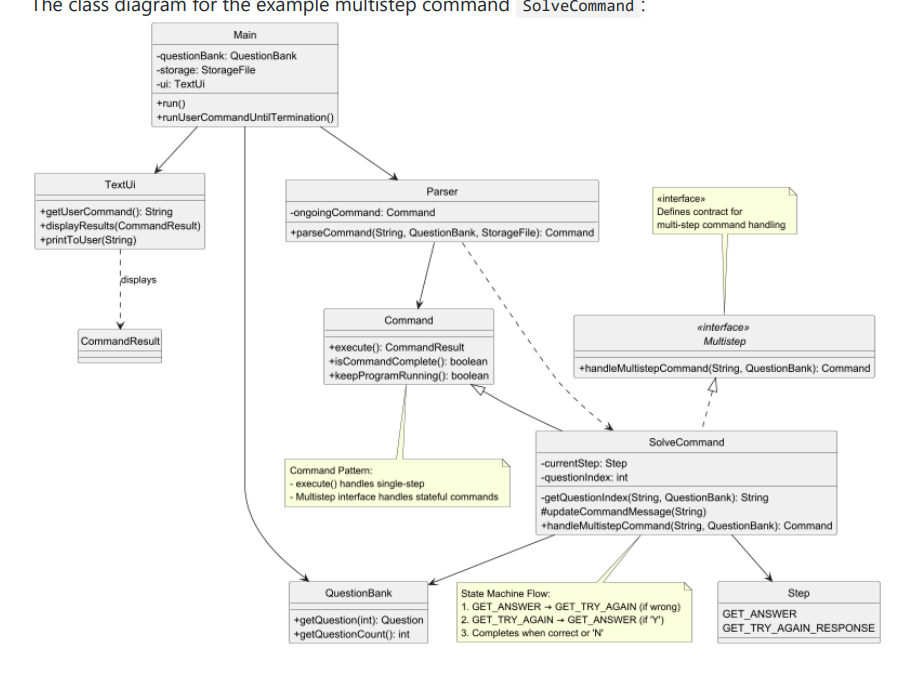 The class diagram for the example multistep command SolveCommand :
Main
-questionBank: QuestionBank
-storage: StorageFile
-ui: TextUi
+run()
+runUserCommandUntilTermination()
TextUi
+getUserCommand(): String
+displayResults(CommandResult)
+printToUser(String)
Parser
-ongoingCommand: Command
+parseCommand(String, QuestionBank, StorageFile): Command
«interface»
Defines contract for
multi-step command handling
displays
CommandResult
Command
+execute(): CommandResult
+isCommandComplete(): boolean
+keepProgramRunning(): boolean
«interface»
Multistep
+handleMultistepCommand(String, QuestionBank): Command
Command Pattern:
- execute() handles single-step
- Multistep interface handles stateful commands
SolveCommand
-currentStep: Step
-questionIndex: int
-getQuestionIndex(String, QuestionBank): String
#updateCommandMessage(String)
+handleMultistepCommand(String, QuestionBank): Command
QuestionBank
+getQuestion(int): Question
+getQuestionCount(): int
State Machine Flow:
1. GET_ANSWER → GET_TRY_AGAIN (if wrong)
2. GET_TRY_AGAIN → GET_ANSWER (if 'Y')
3. Completes when correct or 'N'
Step
GET_ANSWER
GET_TRY_AGAIN_RESPONSE